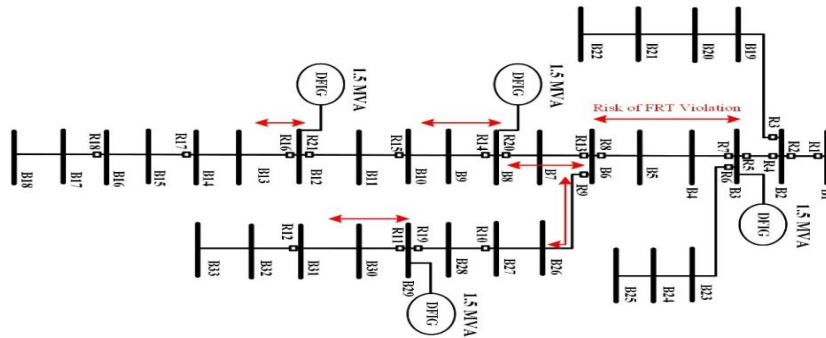 B22
B21
B20
B19
1.5 MVA
DFIG
1.5 MVA
DFIG
Risk of FRT Violation
R3
R18
R17
R16
R21
R15
R14
R20
R13
R8
R7
R5
R4
R2
R1
B18
B17
B16
B15
B14
B13
B12
B11
B10
B9
B8
B7
B6
R9
B5
B4
B3
R6
B2
B1
DFIG
1.5 MVA
R12
R11
R19
R10
B33
B32
B31
B30
B29
B28
B27
B26
B25
B24
B23
DFIG
1.5 MVA